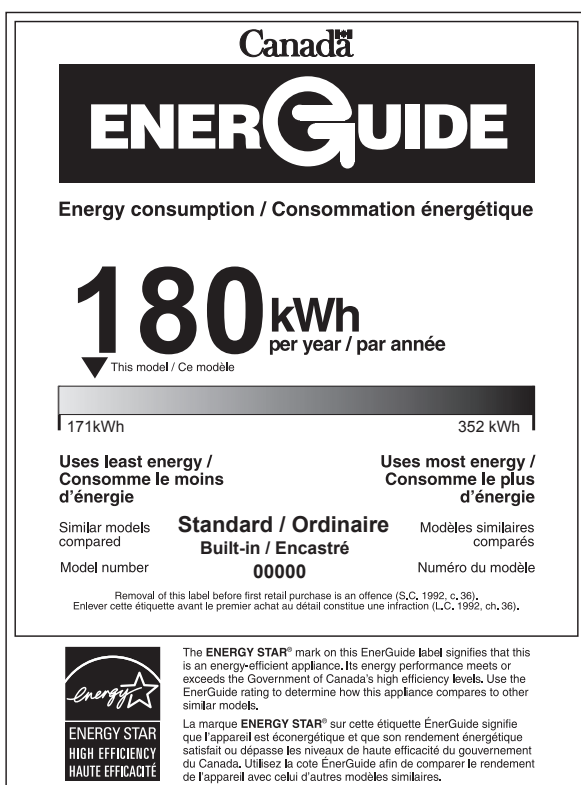 Canada
ENERGUIDE
Energy consumption / Consommation énergétique
180 kWh
per year / par année
This model / Ce modèle
171kWh
352 kWh
Uses least energy /
Consomme le moins
d'énergie
Uses most energy /
Consomme le plus
d'énergie
Similar models
compared
Standard / Ordinaire
Built-in / Encastré
Modèles similaires
comparés
Model number
00000
Numéro du modèle
Removal of this label before first retail purchase is an offence (S.C. 1992, c. 36).
Enlever cette étiquette avant le premier achat au détail constitue une infraction (L.C. 1992, ch. 36).
energy
ENERGY STAR
HIGH EFFICIENCY
HAUTE EFFICACITÉ
The ENERGY STAR® mark on this EnerGuide label signifies that this
is an energy-efficient appliance. Its energy performance meets or
exceeds the Government of Canada's high efficiency levels. Use the
EnerGuide rating to determine how this appliance compares to other
similar models.
La marque ENERGY STAR® sur cette étiquette ÉnerGuide signifie
que l'appareil est éconergétique et que son rendement énergétique
satisfait ou dépasse les niveaux de haute efficacité du gouvernement
du Canada. Utilisez la cote ÉnerGuide afin de comparer le rendement
de l'appareil avec celui d'autres modèles similaires.